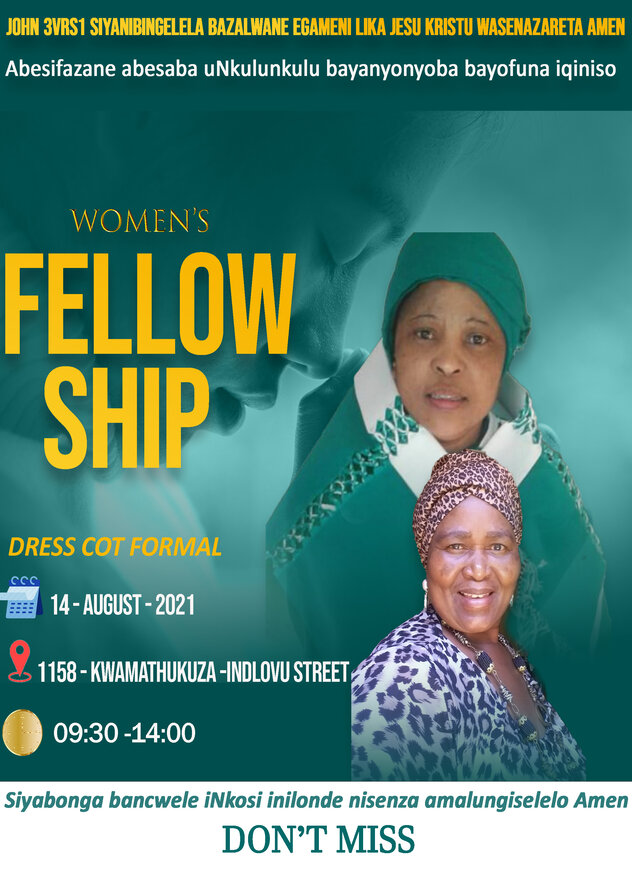 JOHN 3VRS1 SIYANIBINGELELA BAZALWANE EGAMENI LIKA JESU KRISTU WASENAZARETA AMEN
Abesifazane abesaba uNkulunkulu bayanyonyoba bayofuna iqiniso
WOMEN'S
FELLOW
SHIP
DRESS COT FORMAL
14 - AUGUST - 2021
1158 - KWAMATHUKUZA -INDLOVU STREET
09:30 -14:00
Siyabonga bancwele iNkosi inilonde nisenza amalungiselelo Amen
DON'T MISS